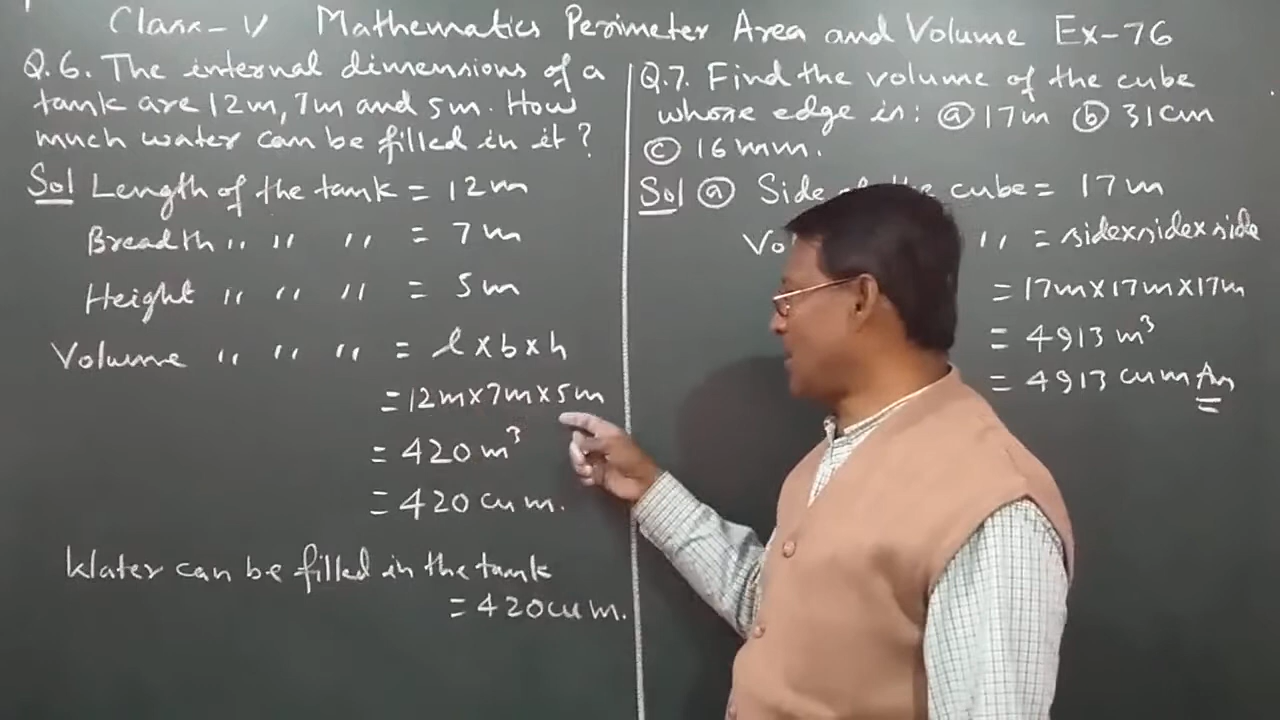 Class-V Mathematics Perimeter Area and Volume Ex-76
Q.6. The internal dimensions of a
tank are 12m, 7m and 5m. How
much water can be filled in it?
Sol Length of the tank = 12m
Breadth " " " = 7m
Height " " " = 5m
Volume " " " = l×b×h
= 12m×7m×5m
= 420 m³
= 420 cu m.
Water can be filled in the tank
= 420 cu m.
Q.7. Find the volume of the cube
whose edge is: (a) 17m (b) 31cm
(c) 16mm.
Sol (a) Side cube = 17m
" = side×side×side
= 17m×17m×17m
= 4913 m³
= 4913 cu m An